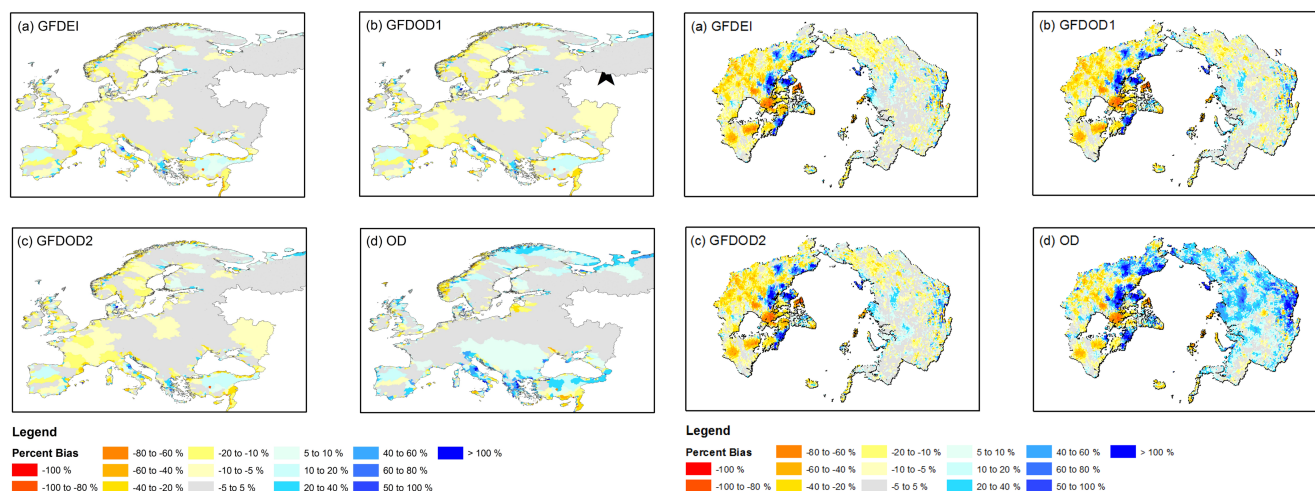 (a) GFDEI
(b) GFDOD1
(a) GFDEI
(b) GFDOD1
N
(c) GFDOD2
(d) OD
(c) GFDOD2
(d) OD
Legend
Percent Bias
-100 %
-100 to -80 %
-80 to -60 %
-60 to -40 %
-40 to -20 %
-20 to -10 %
-10 to -5 %
-5 to 5 %
5 to 10 %
10 to 20 %
20 to 40 %
40 to 60 %
60 to 80 %
50 to 100 %
> 100 %
Legend
Percent Bias
-100 %
-100 to -80 %
-80 to -60 %
-60 to -40 %
-40 to -20 %
-20 to -10 %
-10 to -5 %
-5 to 5 %
5 to 10 %
10 to 20 %
20 to 40 %
40 to 60 %
60 to 80 %
50 to 100 %
> 100 %